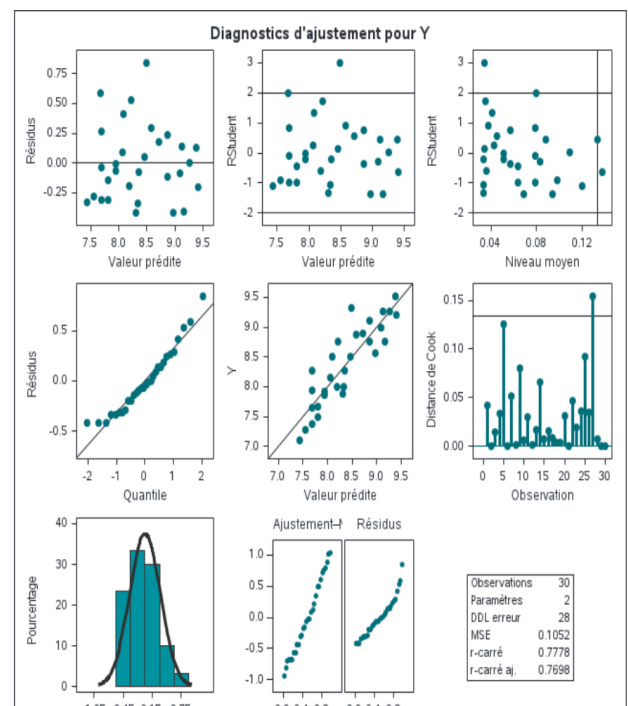 Diagnostics d'ajustement pour Y
Résidus
0.75
0.50
0.25
0.00
-0.25
7.5 8.0 8.5 9.0 9.5
Valeur prédite
RStudent
3
2
1
0
-1
-2
7.5 8.0 8.5 9.0 9.5
Valeur prédite
RStudent
3
2
1
0
-1
-2
0.04 0.08 0.12
Niveau moyen
Résidus
0.5
0.0
-0.5
-2 -1 0 1 2
Quantile
Y
9.5
9.0
8.5
8.0
7.5
7.0
7.0 7.5 8.0 8.5 9.0 9.5
Valeur prédite
Distance de Cook
0.15
0.10
0.05
0.00
0 5 10 15 20 25 30
Observation
Pourcentage
40
30
20
10
0
Résidus
1.0
0.5
0.0
-0.5
-1.0
Observations 30
Paramètres 2
DDL erreur 28
MSE 0.1052
r-carré 0.7778
r-carré aj. 0.7698